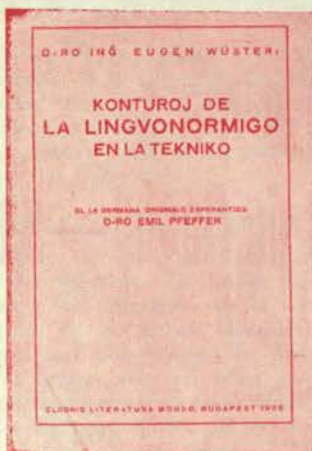 D-RO ING. EUGEN WÜSTER:
KONTUROJ DE
LA LINGVONORMIGO
EN LA TEKNIKO
EL LA GERMANA ORIGINALO ESPERANTIGIS
D-RO EMIL PFEFFER
ELDONIS LITERATURA MONDO, BUDAPEST